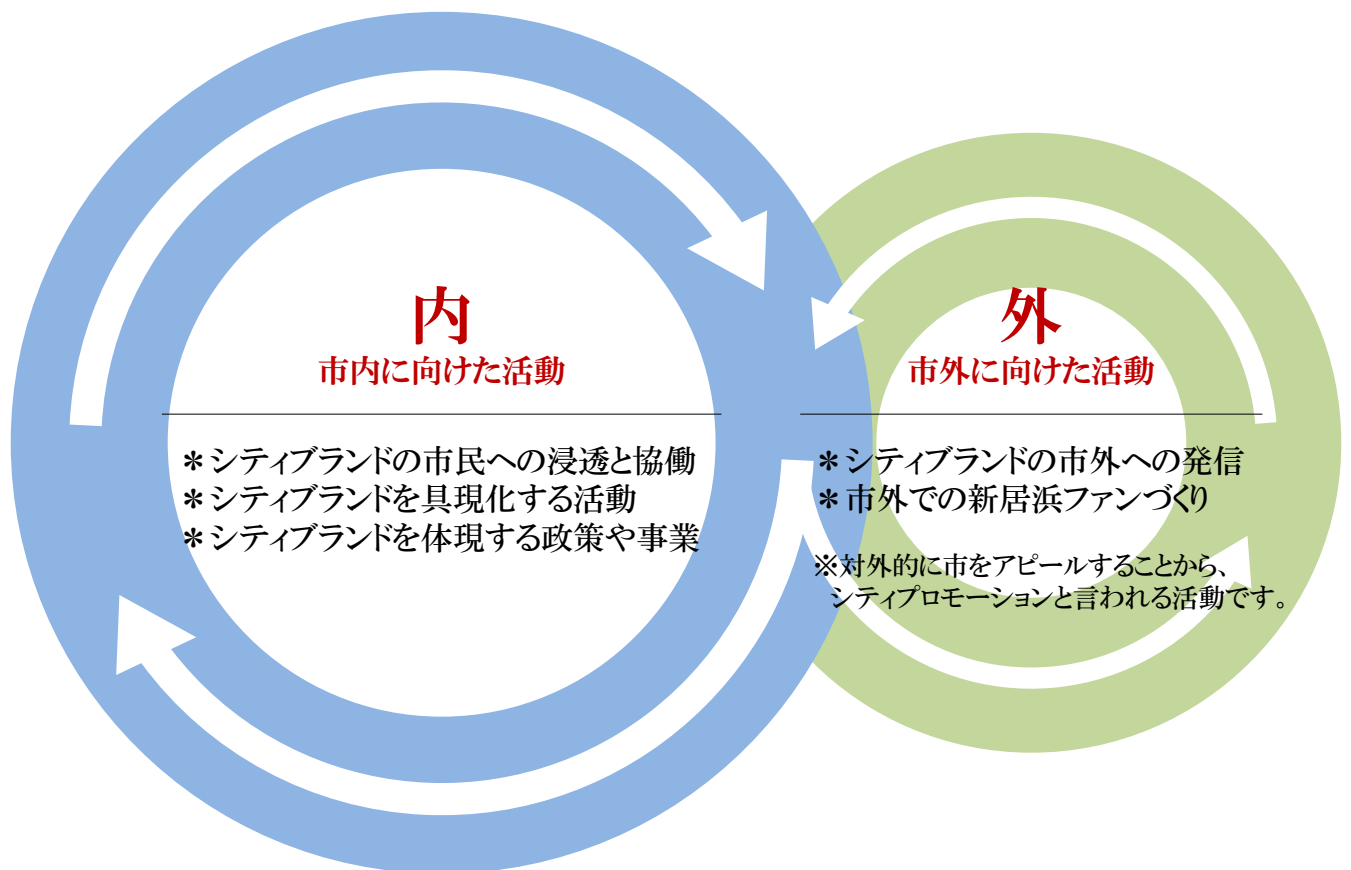 内
市内に向けた活動
＊シティブランドの市民への浸透と協働
＊シティブランドを具現化する活動
＊シティブランドを体現する政策や事業
外
市外に向けた活動
＊シティブランドの市外への発信
＊市外での新居浜ファンづくり
※対外的に市をアピールすることから、
シティプロモーションと言われる活動です。